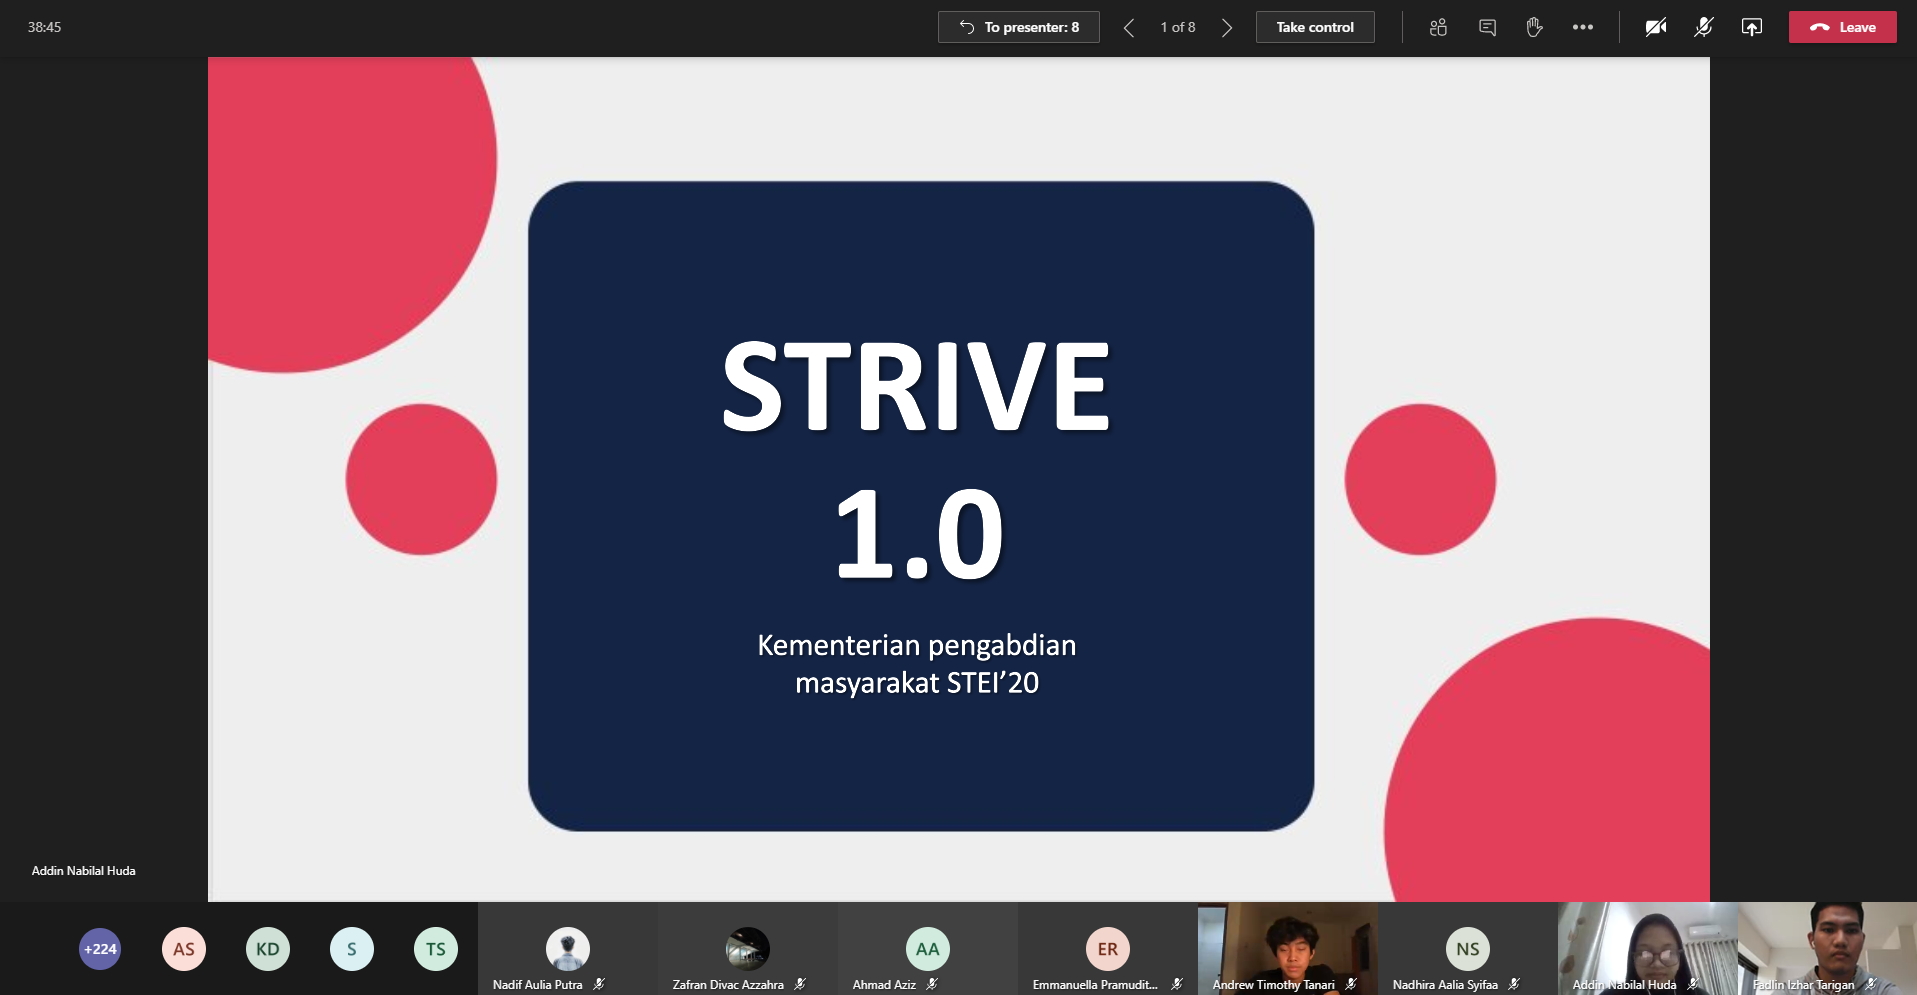 38:45
To presenter: 8
1 of 8
Take control
Leave
STRIVE
1.0
Kementerian pengabdian
masyarakat STEI’20
Addin Nabilal Huda
+224
AS
KD
S
TS
AA
ER
NS
Nadif Aulia Putra
Zafran Divac Azzahra
Ahmad Aziz
Emmanuella Pramudit...
Andrew Timothy Tanari
Nadhira Aalia Syifaa
Addin Nabilal Huda
Fadlin Izhar Tarigan